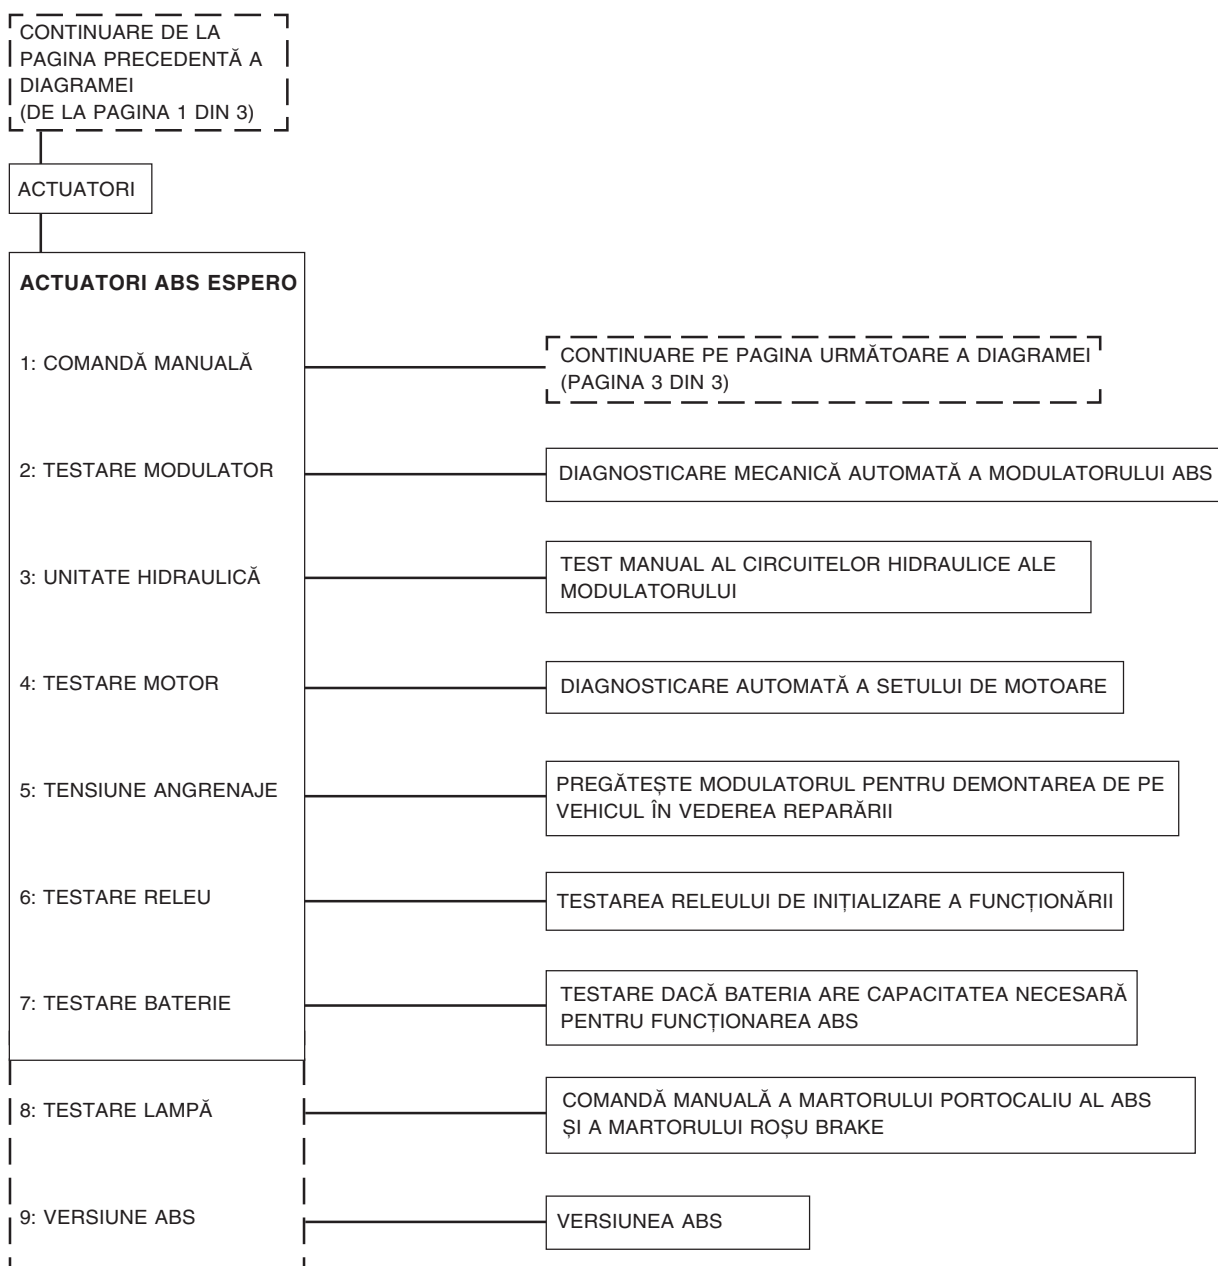 CONTINUARE DE LA
PAGINA PRECEDENTĂ A
DIAGRAMEI
(DE LA PAGINA 1 DIN 3)
ACTUATORI
ACTUATORI ABS ESPERO
1: COMANDĂ MANUALĂ
CONTINUARE PE PAGINA URMĂTOARE A DIAGRAMEI
(PAGINA 3 DIN 3)
2: TESTARE MODULATOR
DIAGNOSTICARE MECANICĂ AUTOMATĂ A MODULATORULUI ABS
3: UNITATE HIDRAULICĂ
TEST MANUAL AL CIRCUITELOR HIDRAULICE ALE
MODULATORULUI
4: TESTARE MOTOR
DIAGNOSTICARE AUTOMATĂ A SETULUI DE MOTOARE
5: TENSIUNE ANGRENAJE
PREGĂTEȘTE MODULATORUL PENTRU DEMONTAREA DE PE
VEHICUL ÎN VEDEREA REPARĂRII
6: TESTARE RELEU
TESTAREA RELEULUI DE INIȚIALIZARE A FUNCȚIONĂRII
7: TESTARE BATERIE
TESTARE DACĂ BATERIA ARE CAPACITATEA NECESARĂ
PENTRU FUNCȚIONAREA ABS
8: TESTARE LAMPĂ
COMANDĂ MANUALĂ A MARTORULUI PORTOCALIU AL ABS
ȘI A MARTORULUI ROȘU BRAKE
9: VERSIUNE ABS
VERSIUNEA ABS